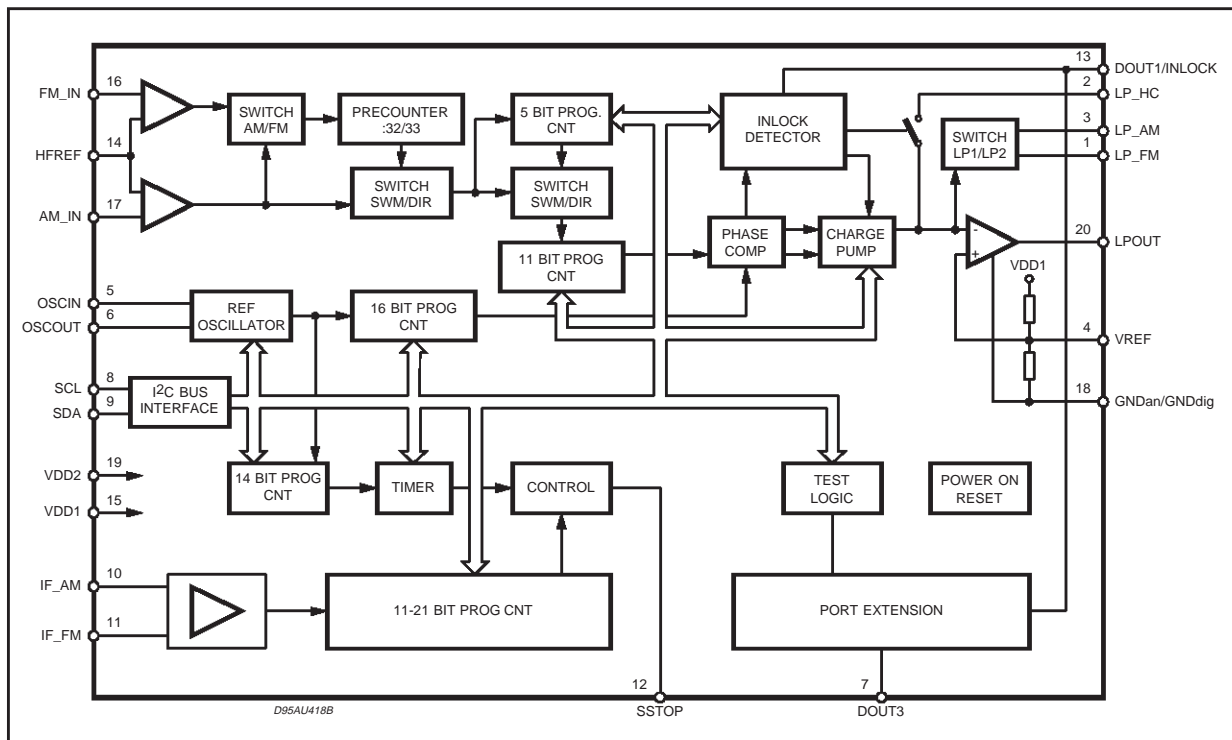 16
FM_IN
14
HFREF
17
AM_IN
SWITCH
AM/FM
PRECOUNTER
:32/33
SWITCH
SWM/DIR
5 BIT PROG.
CNT
SWITCH
SWM/DIR
11 BIT PROG
CNT
INLOCK
DETECTOR
PHASE
COMP
CHARGE
PUMP
SWITCH
LP1/LP2
13
DOUT1/INLOCK
2
LP_HC
3
LP_AM
1
LP_FM
-
+
20
LPOUT
VDD1
4
VREF
18
GNDan/GNDdig
5
OSCIN
6
OSCOUT
REF
OSCILLATOR
16 BIT PROG
CNT
8
SCL
9
SDA
I2C BUS
INTERFACE
19
VDD2
15
VDD1
14 BIT PROG
CNT
TIMER
CONTROL
TEST
LOGIC
POWER ON
RESET
10
IF_AM
11
IF_FM
11-21 BIT PROG CNT
PORT EXTENSION
12
SSTOP
7
DOUT3
D95AU418B